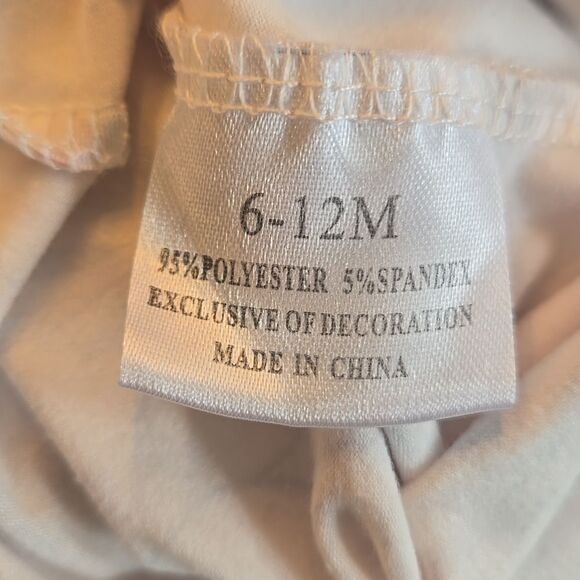 6-12M
95%POLYESTER 5%SPANDEX
EXCLUSIVE OF DECORATION
MADE IN CHINA